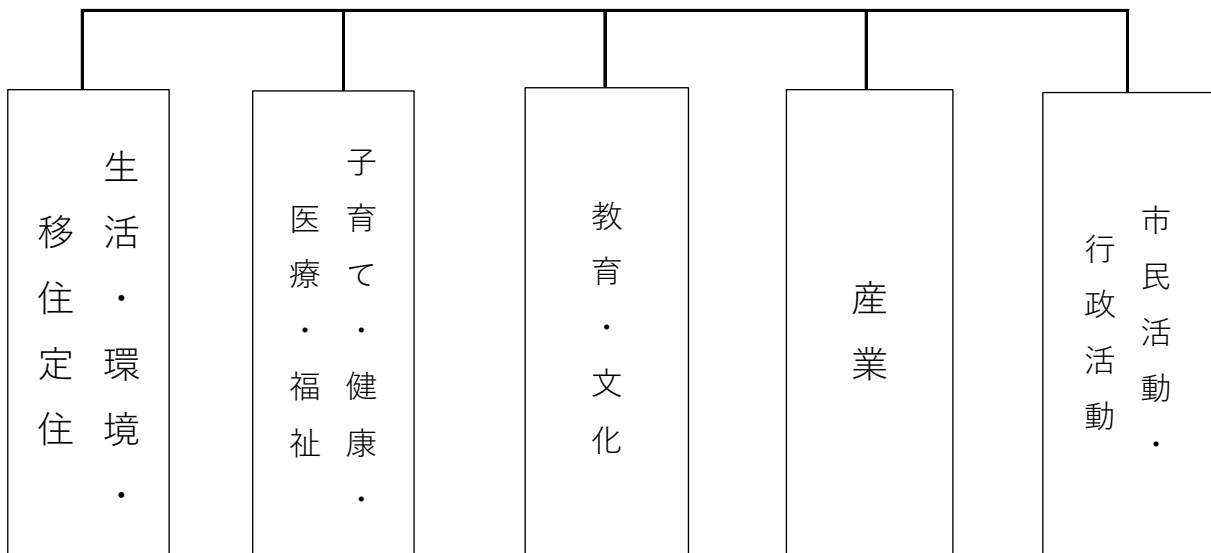 生活・環境・
移住定住
子育て・健康・
医療・福祉
教育・文化
産業
市民活動・
行政活動